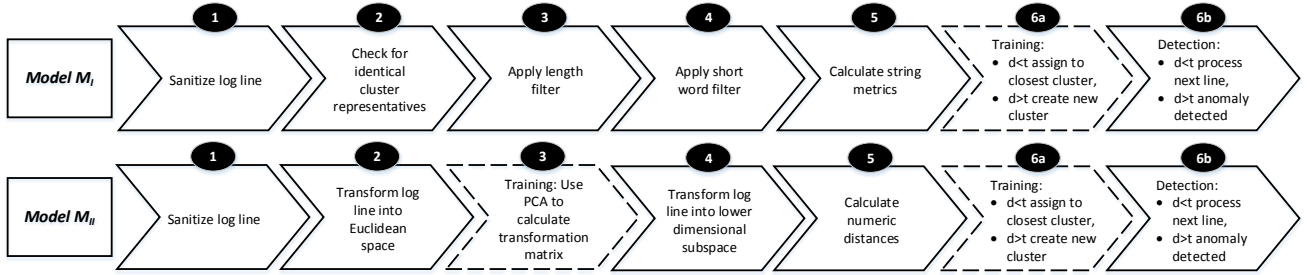 1
2
3
4
5
6a
6b
Model M_I
Sanitize log line
Check for
identical
cluster
representatives
Apply length
filter
Apply short
word filter
Calculate string
metrics
Training:
• d<t assign to
closest cluster,
• d>t create new
cluster
Detection:
• d<t process
next line,
• d>t anomaly
detected
1
2
3
4
5
6a
6b
Model M_II
Sanitize log line
Transform log
line into
Euclidean
space
Training: Use
PCA to
calculate
transformation
matrix
Transform log
line into lower
dimensional
subspace
Calculate
numeric
distances
Training:
• d<t assign to
closest cluster,
• d>t create new
cluster
Detection:
• d<t process
next line,
• d>t anomaly
detected